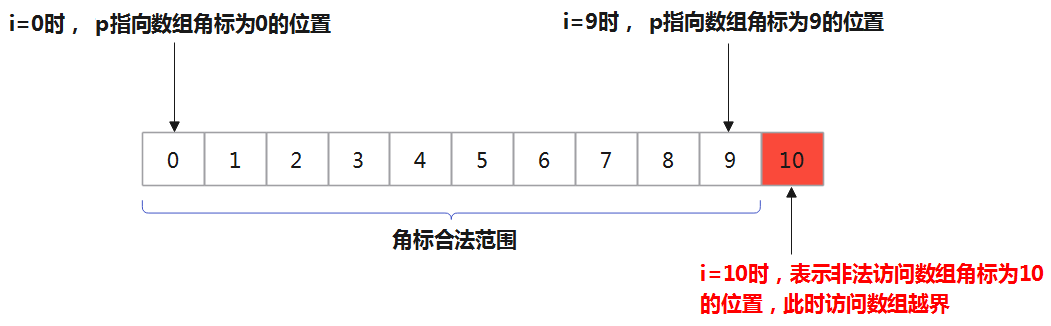 i=0时， p指向数组角标为0的位置
i=9时， p指向数组角标为9的位置
0 1 2 3 4 5 6 7 8 9 10
角标合法范围
i=10时，表示非法访问数组角标为10
的位置，此时访问数组越界